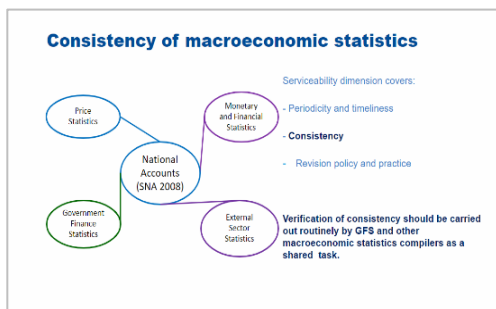 Consistency of macroeconomic statistics
Price
Statistics
Monetary
and Financial
Statistics
National
Accounts
(SNA 2008)
Government
Finance
Statistics
External
Sector
Statistics
Serviceability dimension covers:
- Periodicity and timeliness
- Consistency
- Revision policy and practice
Verification of consistency should be carried
out routinely by GFS and other
macroeconomic statistics compilers as a
shared task.